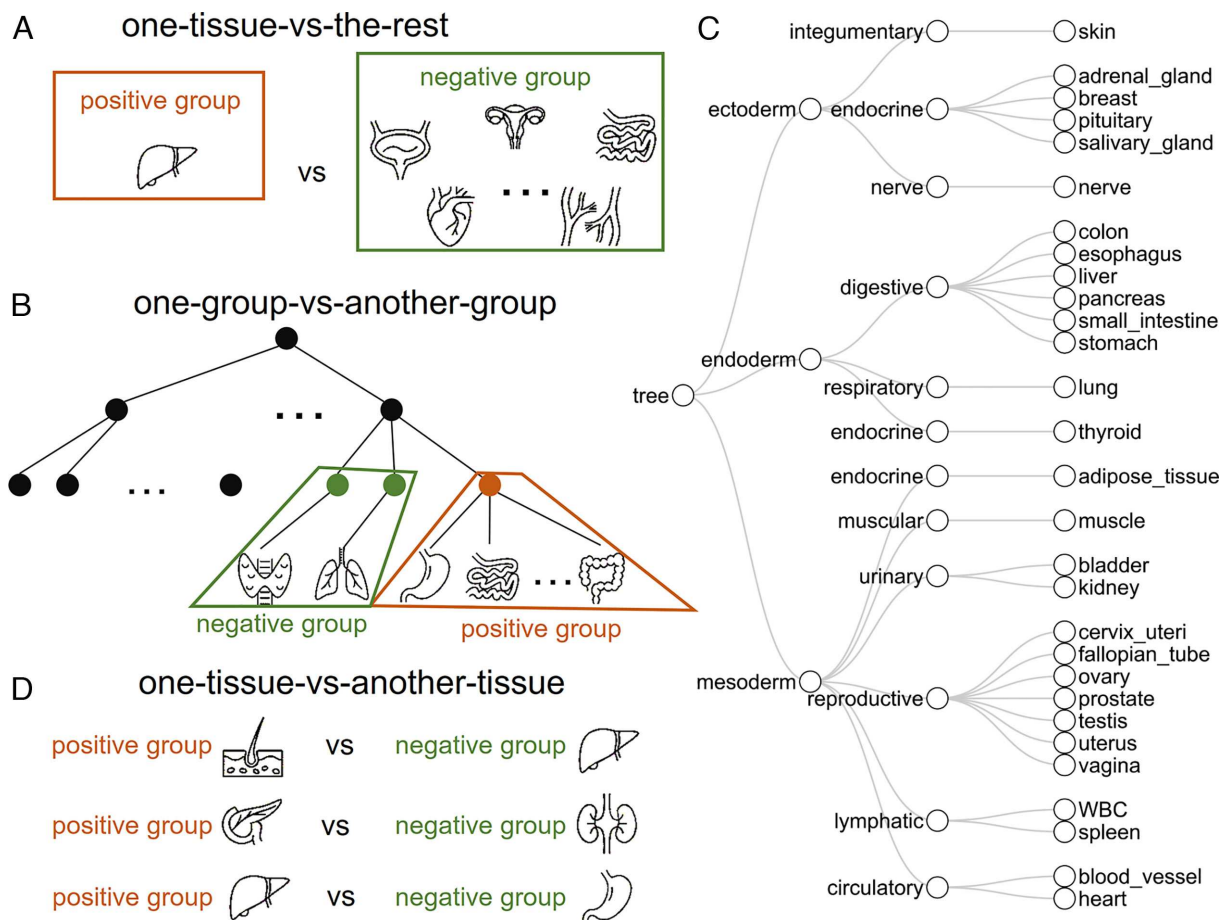 A
one-tissue-vs-the-rest
positive group
vs
negative group
...
B
one-group-vs-another-group
...
...
...
negative group
positive group
D
one-tissue-vs-another-tissue
positive group vs negative group
positive group vs negative group
positive group vs negative group
C
tree
ectoderm
integumentary
skin
endocrine
adrenal_gland
breast
pituitary
salivary_gland
nerve
nerve
endoderm
digestive
colon
esophagus
liver
pancreas
small_intestine
stomach
respiratory
lung
endocrine
thyroid
mesoderm
endocrine
adipose_tissue
muscular
muscle
urinary
bladder
kidney
reproductive
cervix_uteri
fallopian_tube
ovary
prostate
testis
uterus
vagina
lymphatic
WBC
spleen
circulatory
blood_vessel
heart